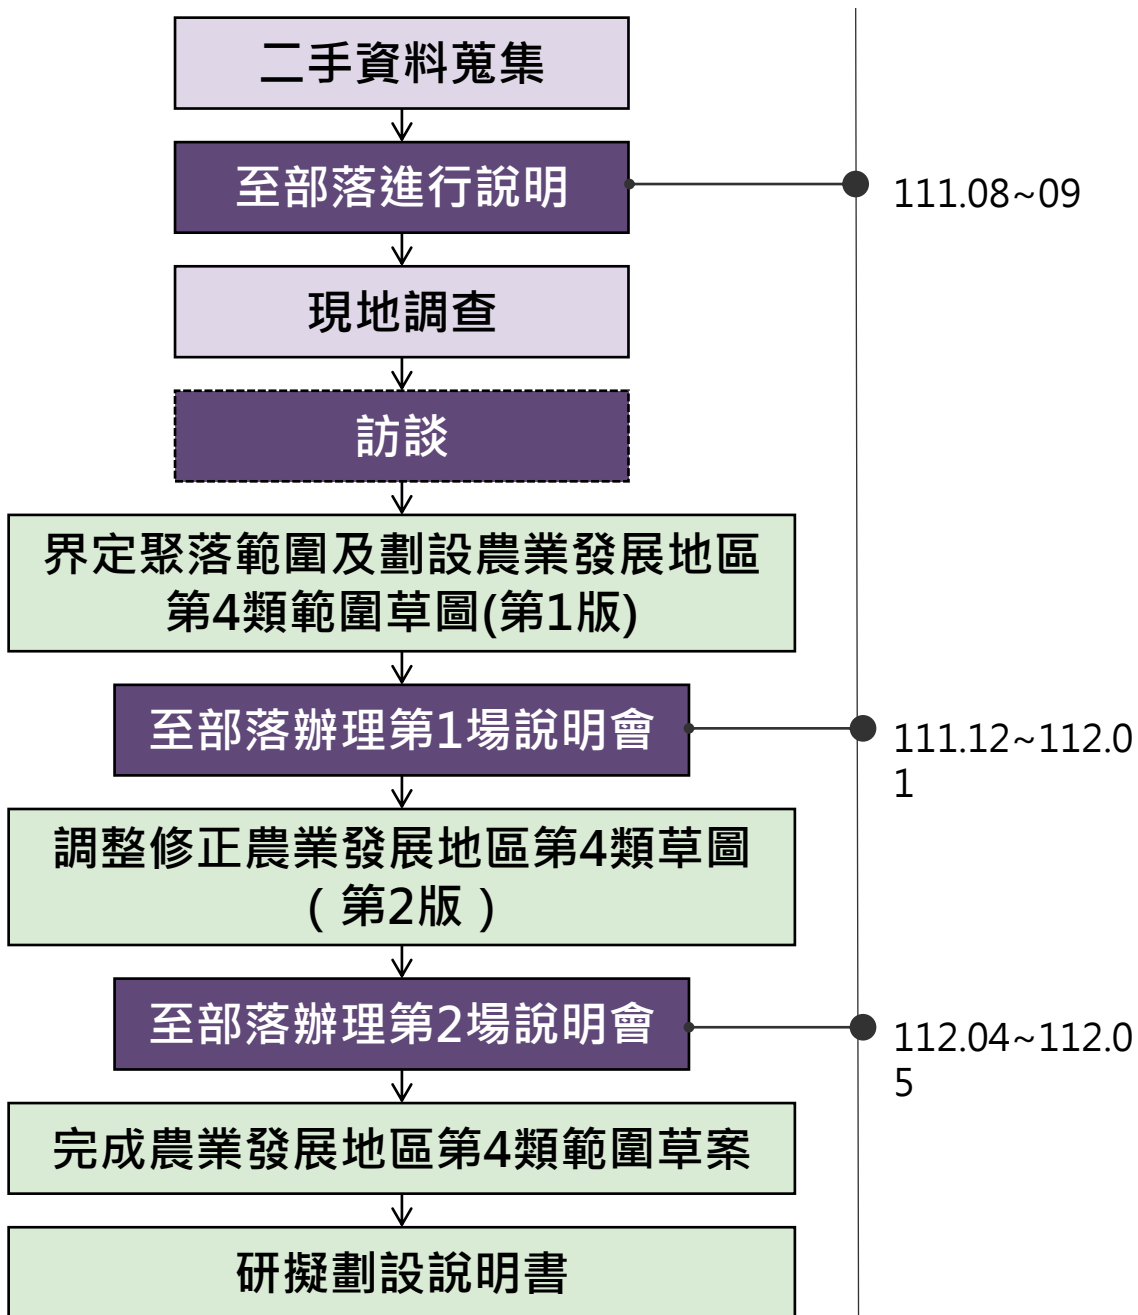 二手資料蒐集
至部落進行說明
111.08~09
現地調查
訪談
界定聚落範圍及劃設農業發展地區
第4類範圍草圖(第1版)
至部落辦理第1場說明會
111.12~112.0
1
調整修正農業發展地區第4類草圖
（第2版）
至部落辦理第2場說明會
112.04~112.0
5
完成農業發展地區第4類範圍草案
研擬劃設說明書